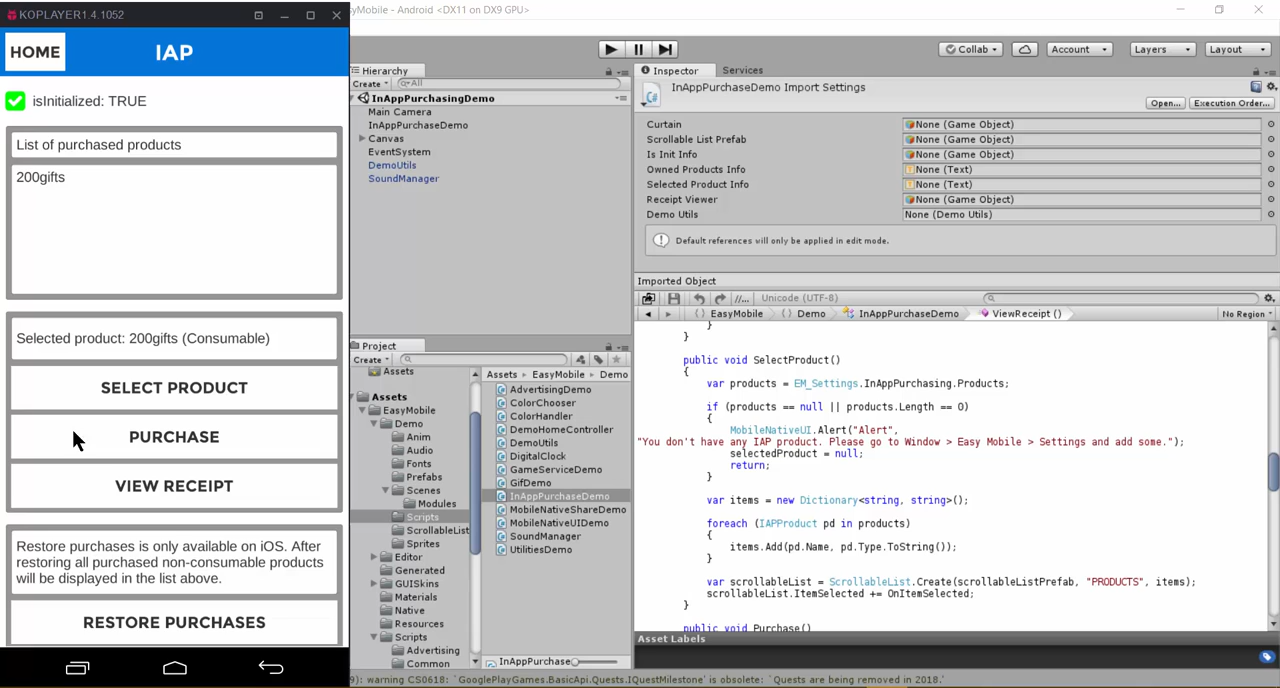 KOPLAYER1.4.1052
HOME
IAP
isInitialized: TRUE
List of purchased products
200gifts
Selected product: 200gifts (Consumable)
SELECT PRODUCT
PURCHASE
VIEW RECEIPT
Restore purchases is only available on iOS. After
restoring all purchased non-consumable products
will be displayed in the list above.
RESTORE PURCHASES
syMobile - Android <DX11 on DX9 GPU>
Collab
Account
Layers
Layout
Hierarchy
Create
All
InAppPurchasingDemo
Main Camera
InAppPurchaseDemo
Canvas
EventSystem
DemoUtils
SoundManager
Project
Create
Assets
Assets
EasyMobile
Demo
Anim
Audio
Fonts
Prefabs
Scenes
Modules
Scripts
ScrollableList
Sprites
Editor
Generated
GUISkins
Materials
Native
Resources
Scripts
Advertising
Common
Assets
EasyMobile
Demo
AdvertisingDemo
ColorChooser
ColorHandler
DemoHomeController
DemoUtils
DigitalClock
GameServiceDemo
GifDemo
InAppPurchaseDemo
MobileNativeShareDemo
MobileNativeUIDemo
SoundManager
UtilitiesDemo
InAppPurchase
Inspector
Services
InAppPurchaseDemo Import Settings
Open...
Execution Order...
Curtain None (Game Object)
Scrollable List Prefab None (Game Object)
Is Init Info None (Game Object)
Owned Products Info None (Text)
Selected Product Info None (Text)
Receipt Viewer None (Game Object)
Demo Utils None (Demo Utils)
Default references will only be applied in edit mode.
Imported Object
//... Unicode (UTF-8)
{ } EasyMobile { } Demo InAppPurchaseDemo ViewReceipt () No Region
}
}
public void SelectProduct()
{
var products = EM_Settings.InAppPurchasing.Products;
if (products == null || products.Length == 0)
{
MobileNativeUI.Alert("Alert",
"You don't have any IAP product. Please go to Window > Easy Mobile > Settings and add some.");
selectedProduct = null;
return;
}
var items = new Dictionary<string, string>();
foreach (IAPProduct pd in products)
{
items.Add(pd.Name, pd.Type.ToString());
}
var scrollableList = ScrollableList.Create(scrollableListPrefab, "PRODUCTS", items);
scrollableList.ItemSelected += OnItemSelected;
}
public void Purchase()
Asset Labels
9): warning CS0618: `GooglePlayGames.BasicApi.Quests.IQuestMilestone' is obsolete: `Quests are being removed in 2018.'